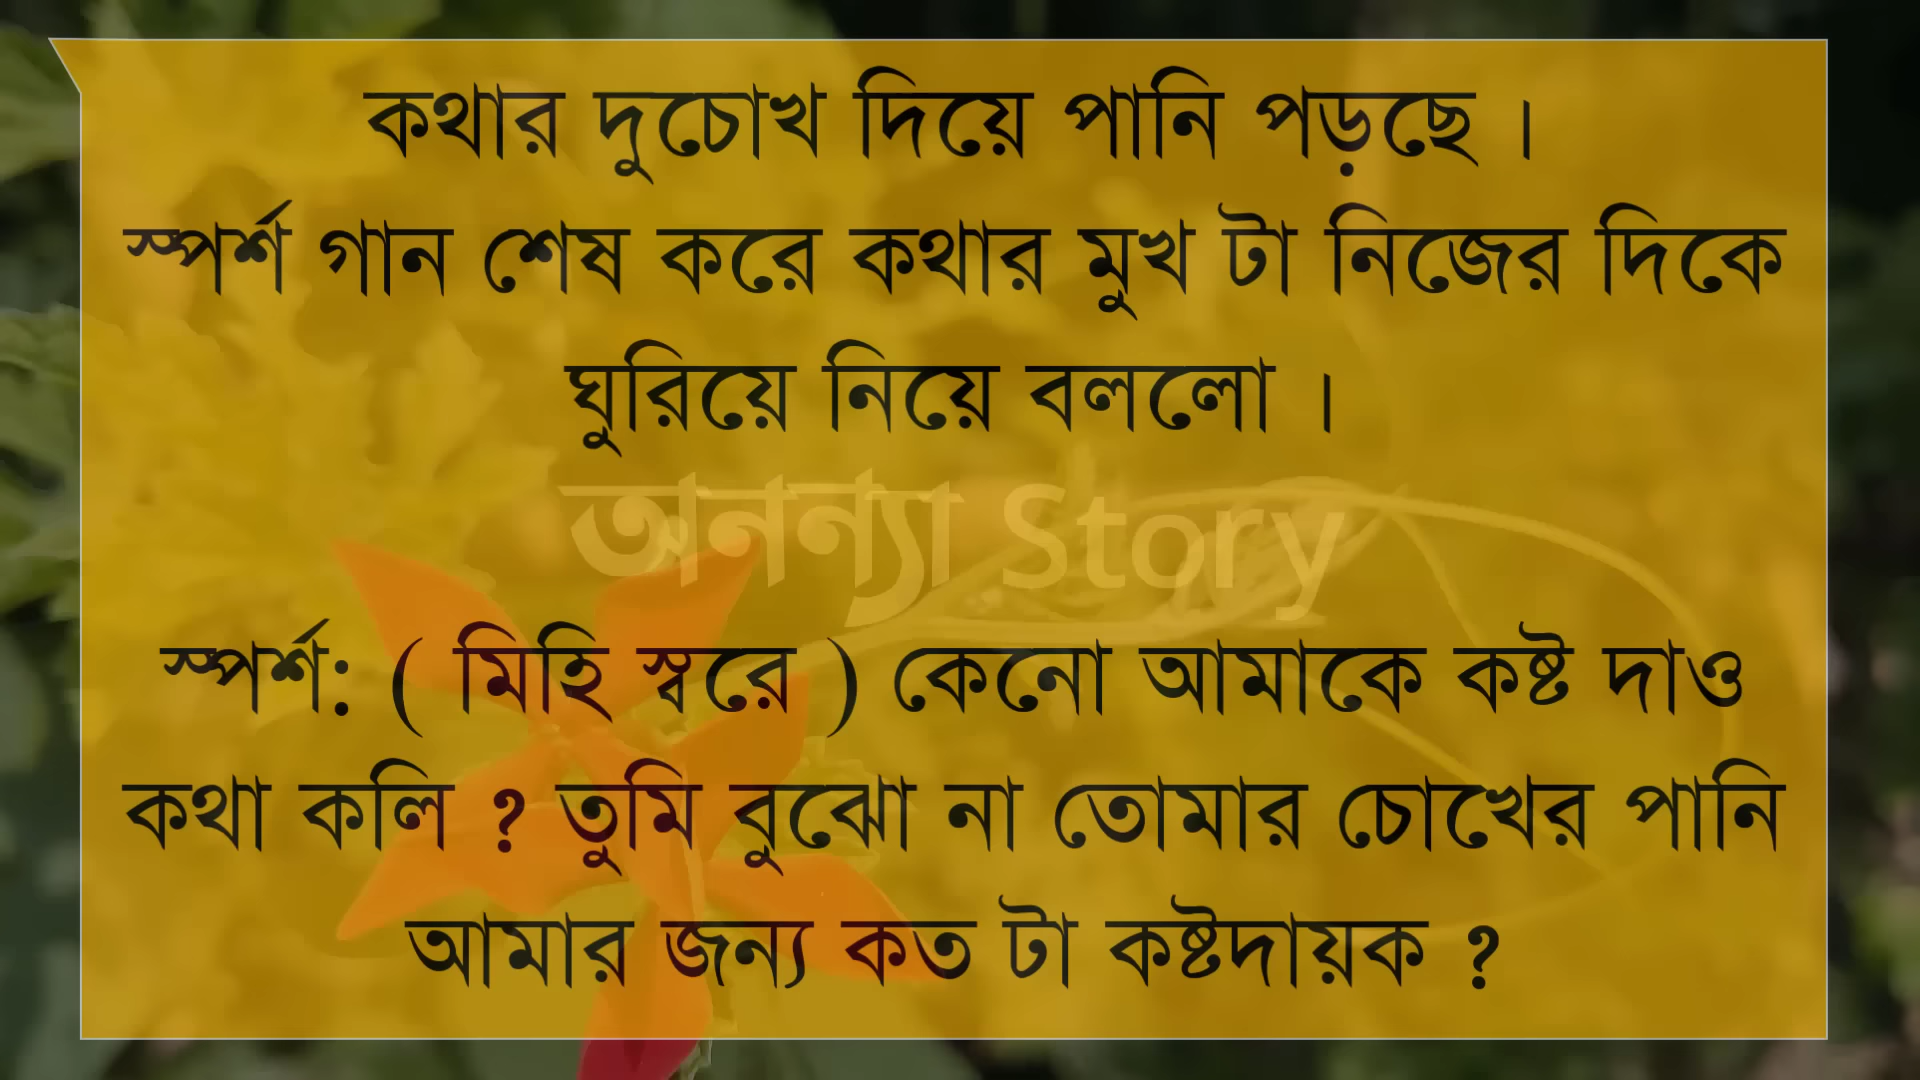 কথার দুচোখ দিয়ে পানি পড়ছে ।
স্পর্শ গান শেষ করে কথার মুখ টা নিজের দিকে
ঘুরিয়ে নিয়ে বললো ।
অনন্যা Story
স্পর্শ: ( মিহি স্বরে ) কেনো আমাকে কষ্ট দাও
কথা কলি ? তুমি বুঝো না তোমার চোখের পানি
আমার জন্য কত টা কষ্টদায়ক ?